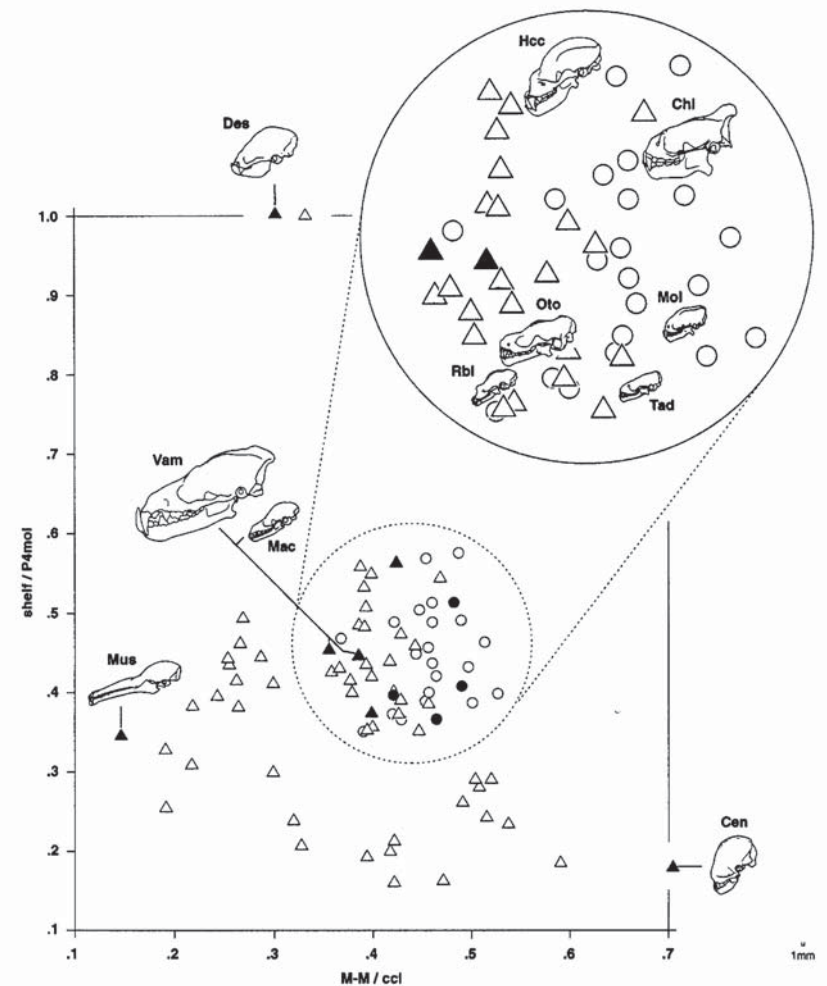 Hcc
Chl
Des
1.0
.9
Mol
Oto
.8
Rbl
Tad
.7
Vam
.6
Mac
shelf / P4mol
.5
Mus
.4
.3
Cen
.2
.1
.1 .2 .3 .4 .5 .6 .7
1mm
M-M / ccl